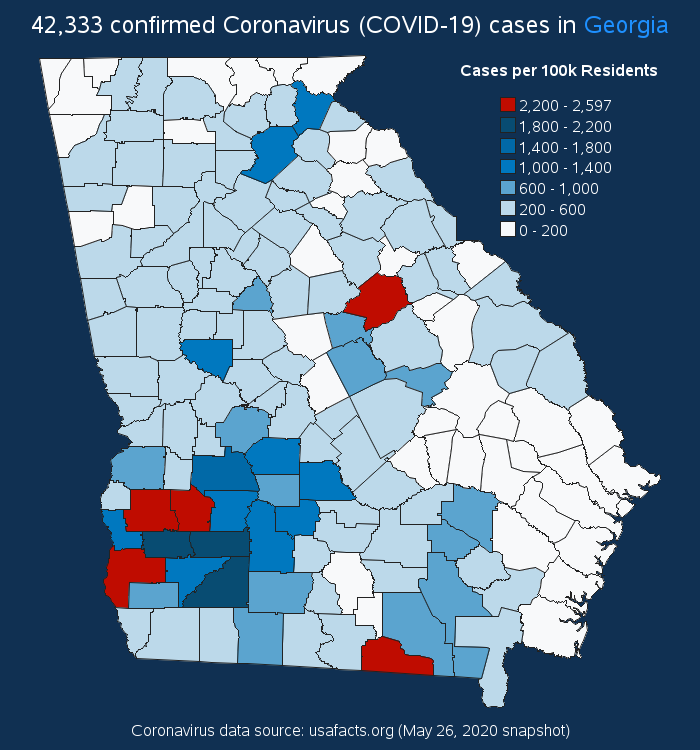 42,333 confirmed Coronavirus (COVID-19) cases in Georgia
Cases per 100k Residents
2,200 - 2,597
1,800 - 2,200
1,400 - 1,800
1,000 - 1,400
600 - 1,000
200 - 600
0 - 200
Coronavirus data source: usafacts.org (May 26, 2020 snapshot)